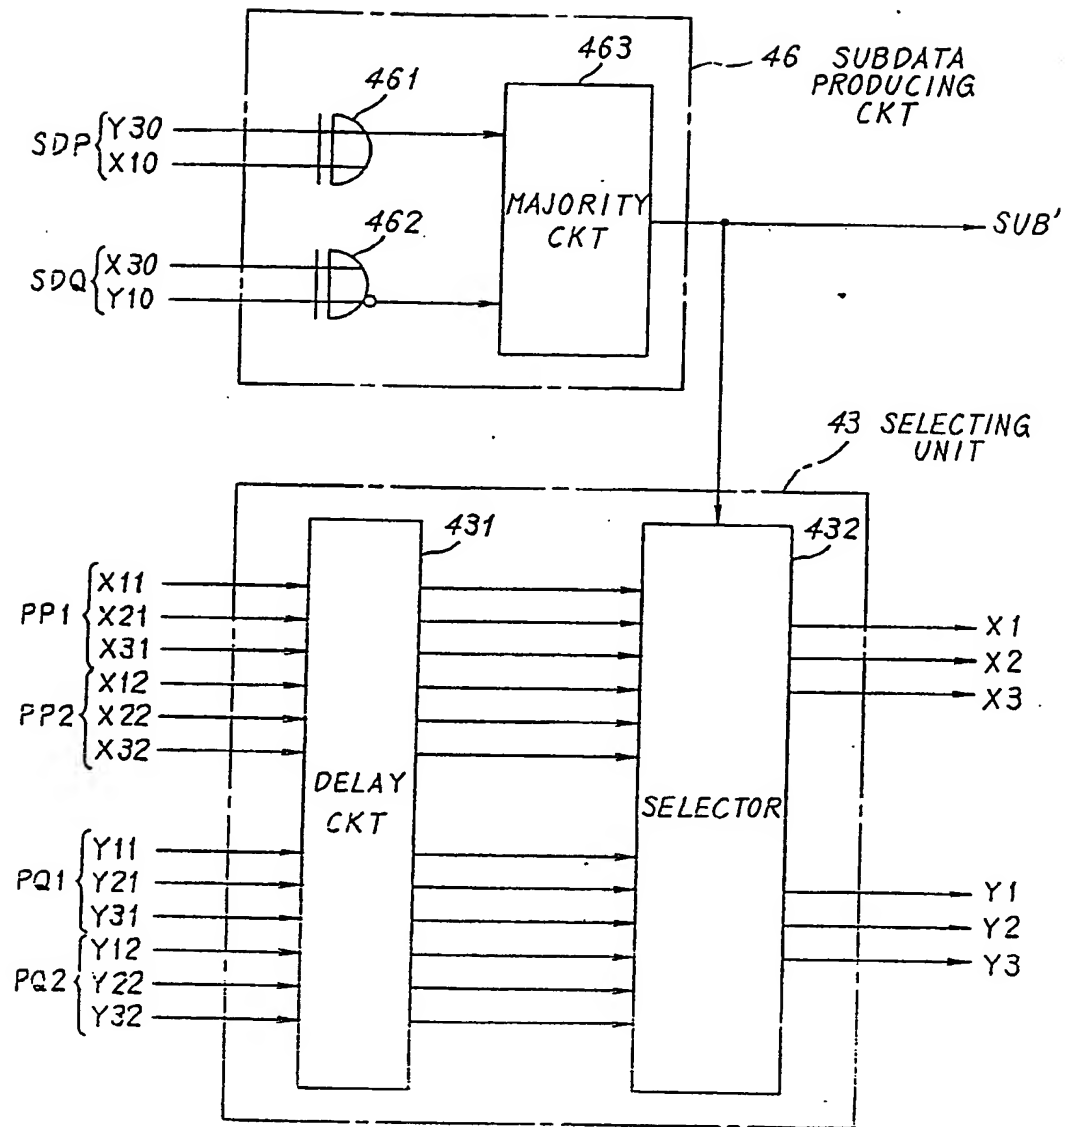 46 SUBDATA
PRODUCING
CKT
461
463
SDP
Y30
X10
MAJORITY
CKT
462
SDQ
X30
Y10
SUB'
43 SELECTING
UNIT
431
432
PP1
X11
X21
X31
PP2
X12
X22
X32
X1
X2
X3
DELAY
CKT
SELECTOR
PQ1
Y11
Y21
Y31
PQ2
Y12
Y22
Y32
Y1
Y2
Y3